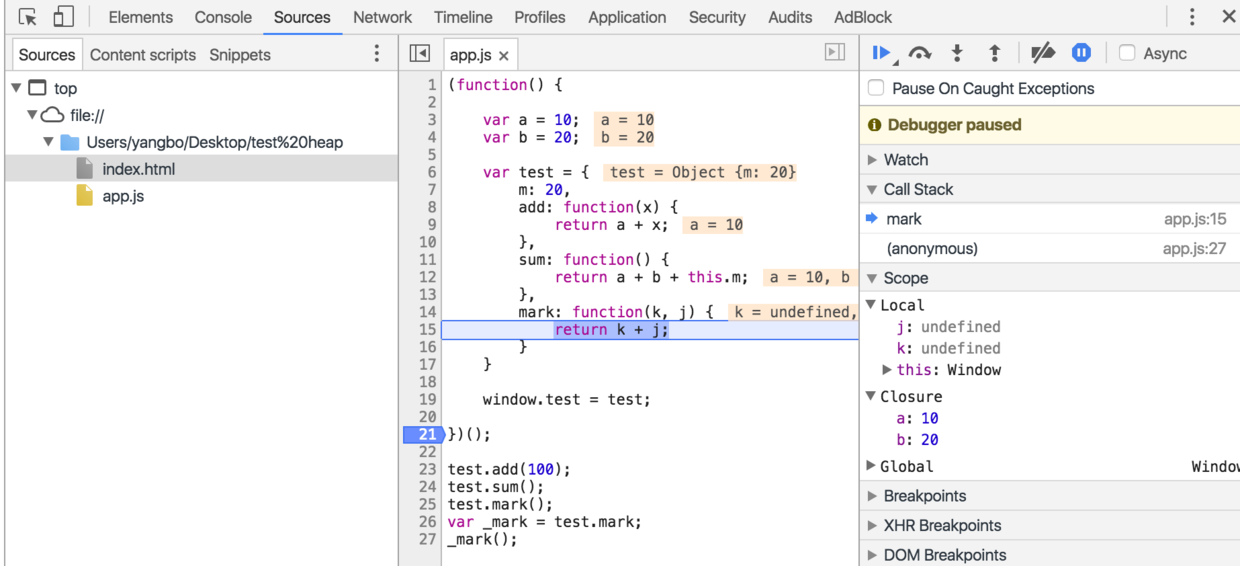 Elements Console Sources Network Timeline Profiles Application Security Audits AdBlock
Sources Content scripts Snippets
top
file://
Users/yangbo/Desktop/test%20heap
index.html
app.js
app.js
1 (function() {
2
3 var a = 10; a = 10
4 var b = 20; b = 20
5
6 var test = { test = Object {m: 20}
7 m: 20,
8 add: function(x) {
9 return a + x; a = 10
10 },
11 sum: function() {
12 return a + b + this.m; a = 10, b
13 },
14 mark: function(k, j) { k = undefined,
15 return k + j;
16 }
17 }
18
19 window.test = test;
20
21 })();
22
23 test.add(100);
24 test.sum();
25 test.mark();
26 var _mark = test.mark;
27 _mark();
Async
Pause On Caught Exceptions
Debugger paused
Watch
Call Stack
mark app.js:15
(anonymous) app.js:27
Scope
Local
j: undefined
k: undefined
this: Window
Closure
a: 10
b: 20
Global Window
Breakpoints
XHR Breakpoints
DOM Breakpoints